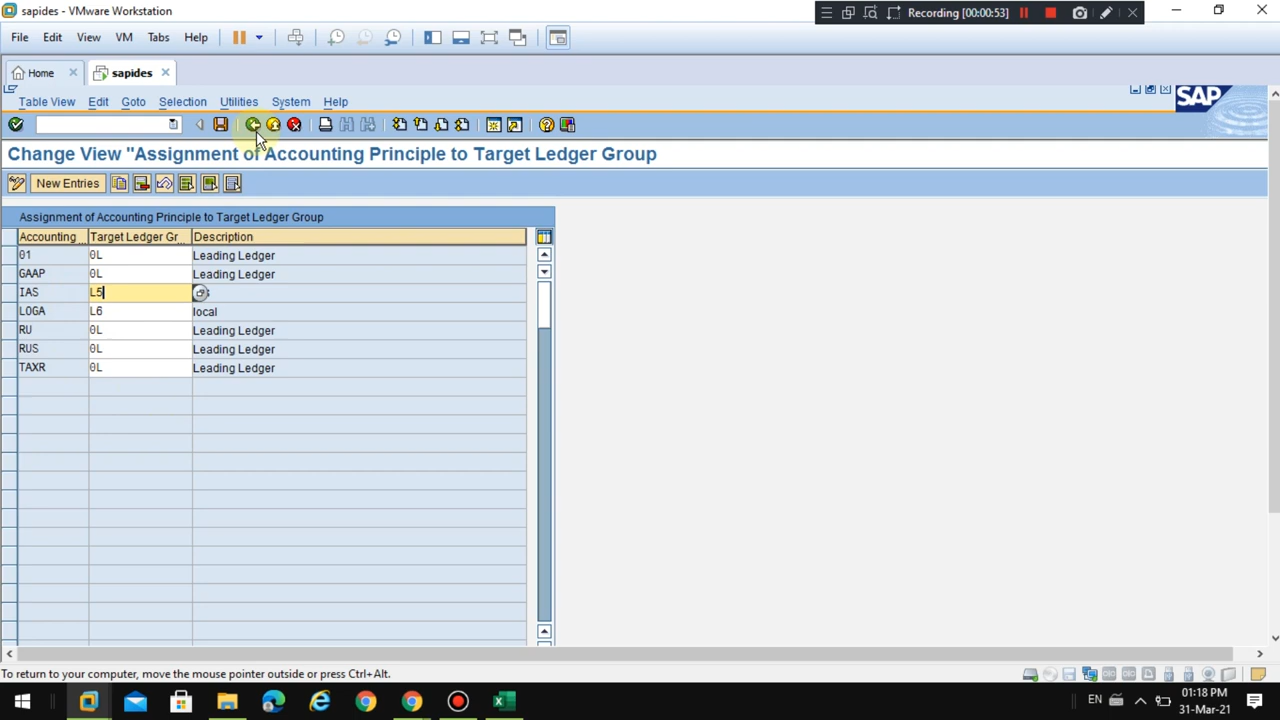 sapides - VMware Workstation
Recording [00:00:53]
File Edit View VM Tabs Help
Home sapides
Table View Edit Goto Selection Utilities System Help
SAP
Change View "Assignment of Accounting Principle to Target Ledger Group
New Entries
Assignment of Accounting Principle to Target Ledger Group
Accounting ... Target Ledger Gr... Description
01 0L Leading Ledger
GAAP 0L Leading Ledger
IAS L5
LOGA L6 local
RU 0L Leading Ledger
RUS 0L Leading Ledger
TAXR 0L Leading Ledger
To return to your computer, move the mouse pointer outside or press Ctrl+Alt.
EN 01:18 PM
31-Mar-21